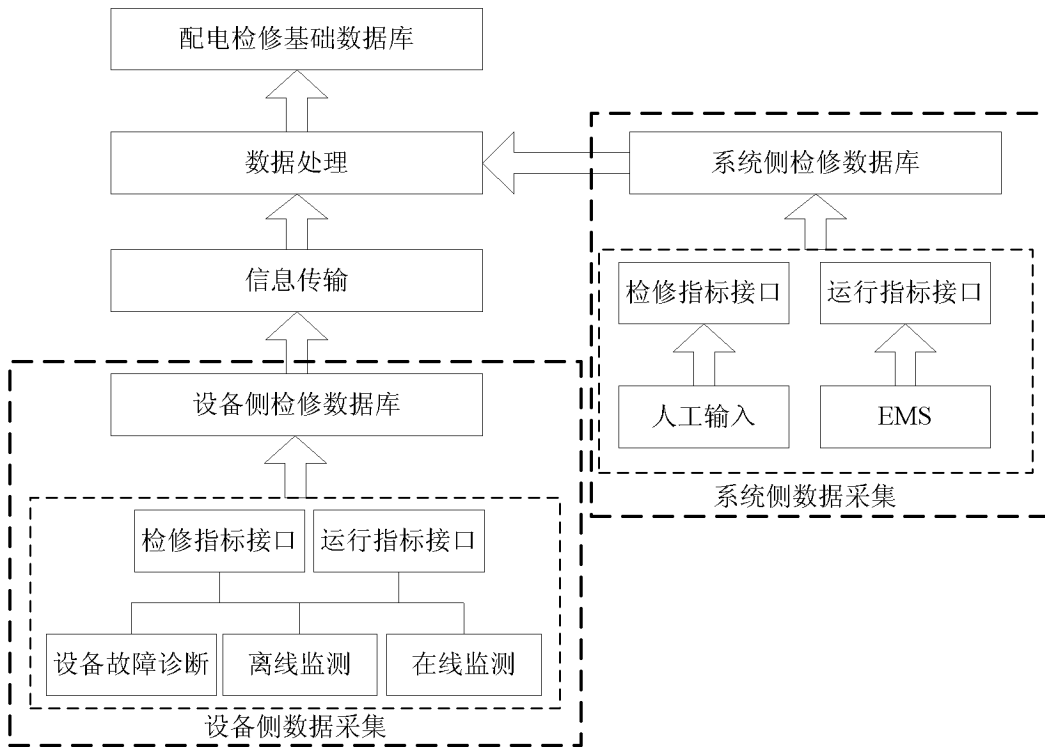 配电检修基础数据库
数据处理
系统侧检修数据库
信息传输
检修指标接口
运行指标接口
设备侧检修数据库
人工输入
EMS
系统侧数据采集
检修指标接口
运行指标接口
设备故障诊断
离线监测
在线监测
设备侧数据采集